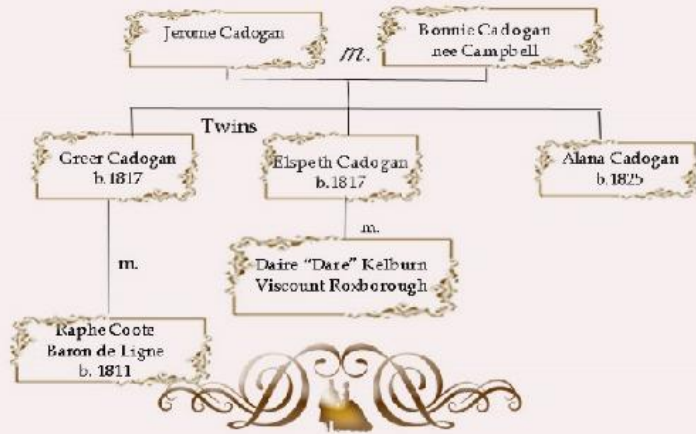 Jerome Cadogan
m.
Bonnie Cadogan
nee Campbell
Twins
Greer Cadogan
b.1817
Elspeth Cadogan
b.1817
Alana Cadogan
b.1825
m.
m.
Daire "Dare" Kelburn
Viscount Roxborough
Raphe Coote
Baron de Ligne
b. 1811